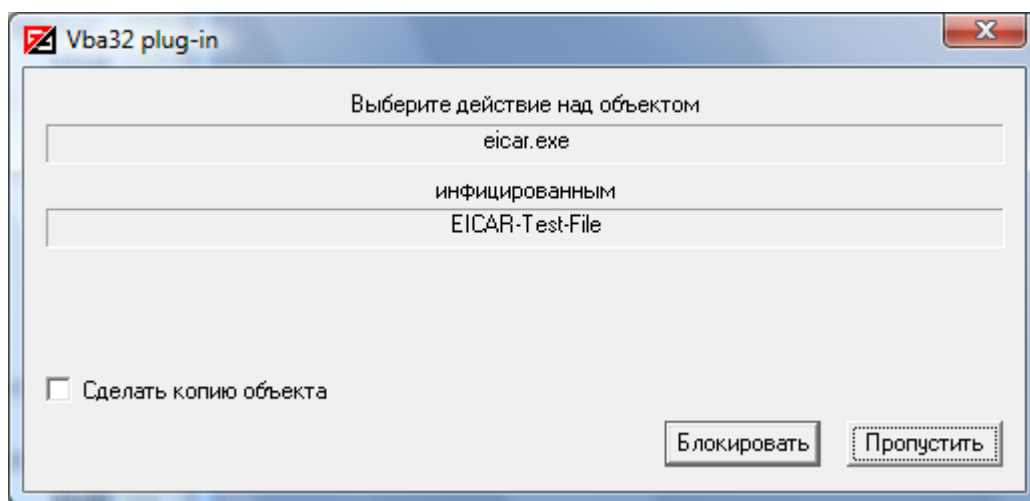 Vba32 plug-in
Выберите действие над объектом
eicar.exe
инфицированным
EICAR-Test-File
Сделать копию объекта
Блокировать
Пропустить